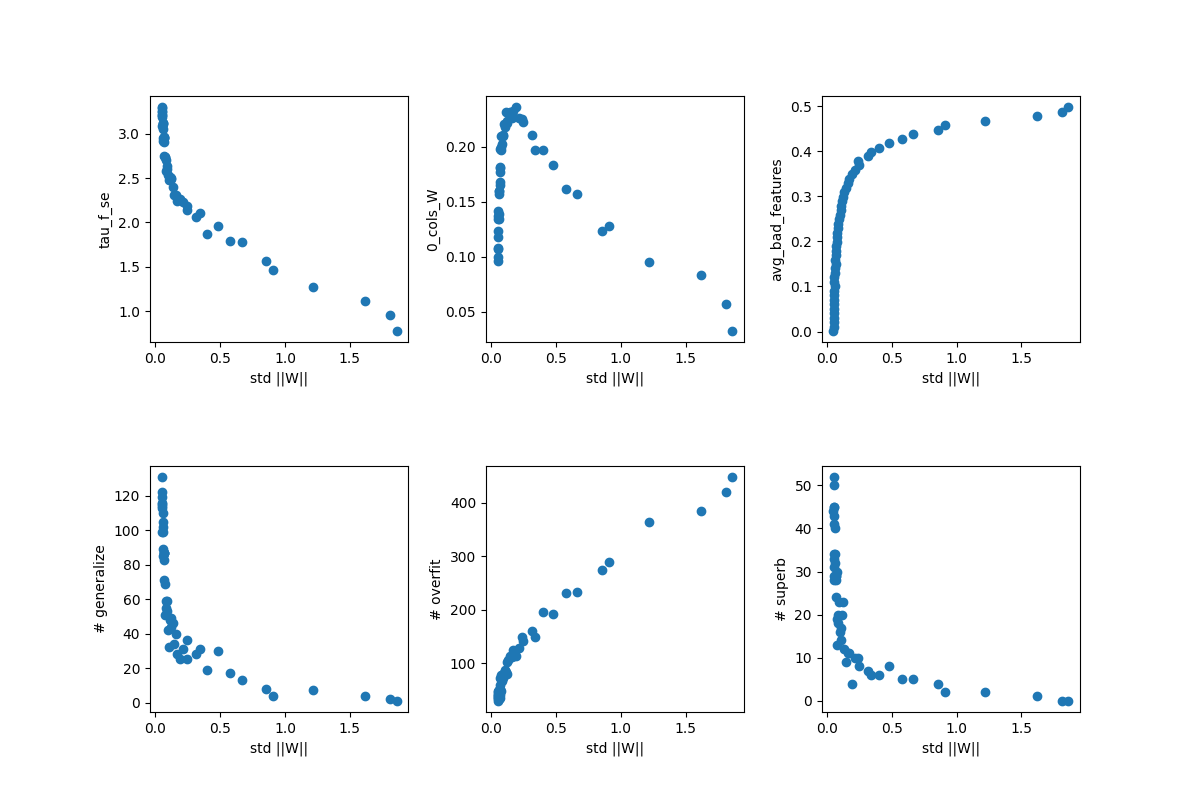 tau_f_se
3.0
2.5
2.0
1.5
1.0
0.0 0.5 1.0 1.5
std ||W||
0_cols_W
0.20
0.15
0.10
0.05
0.0 0.5 1.0 1.5
std ||W||
avg_bad_features
0.5
0.4
0.3
0.2
0.1
0.0
0.0 0.5 1.0 1.5
std ||W||
# generalize
120
100
80
60
40
20
0
0.0 0.5 1.0 1.5
std ||W||
# overfit
400
300
200
100
0.0 0.5 1.0 1.5
std ||W||
# superb
50
40
30
20
10
0
0.0 0.5 1.0 1.5
std ||W||